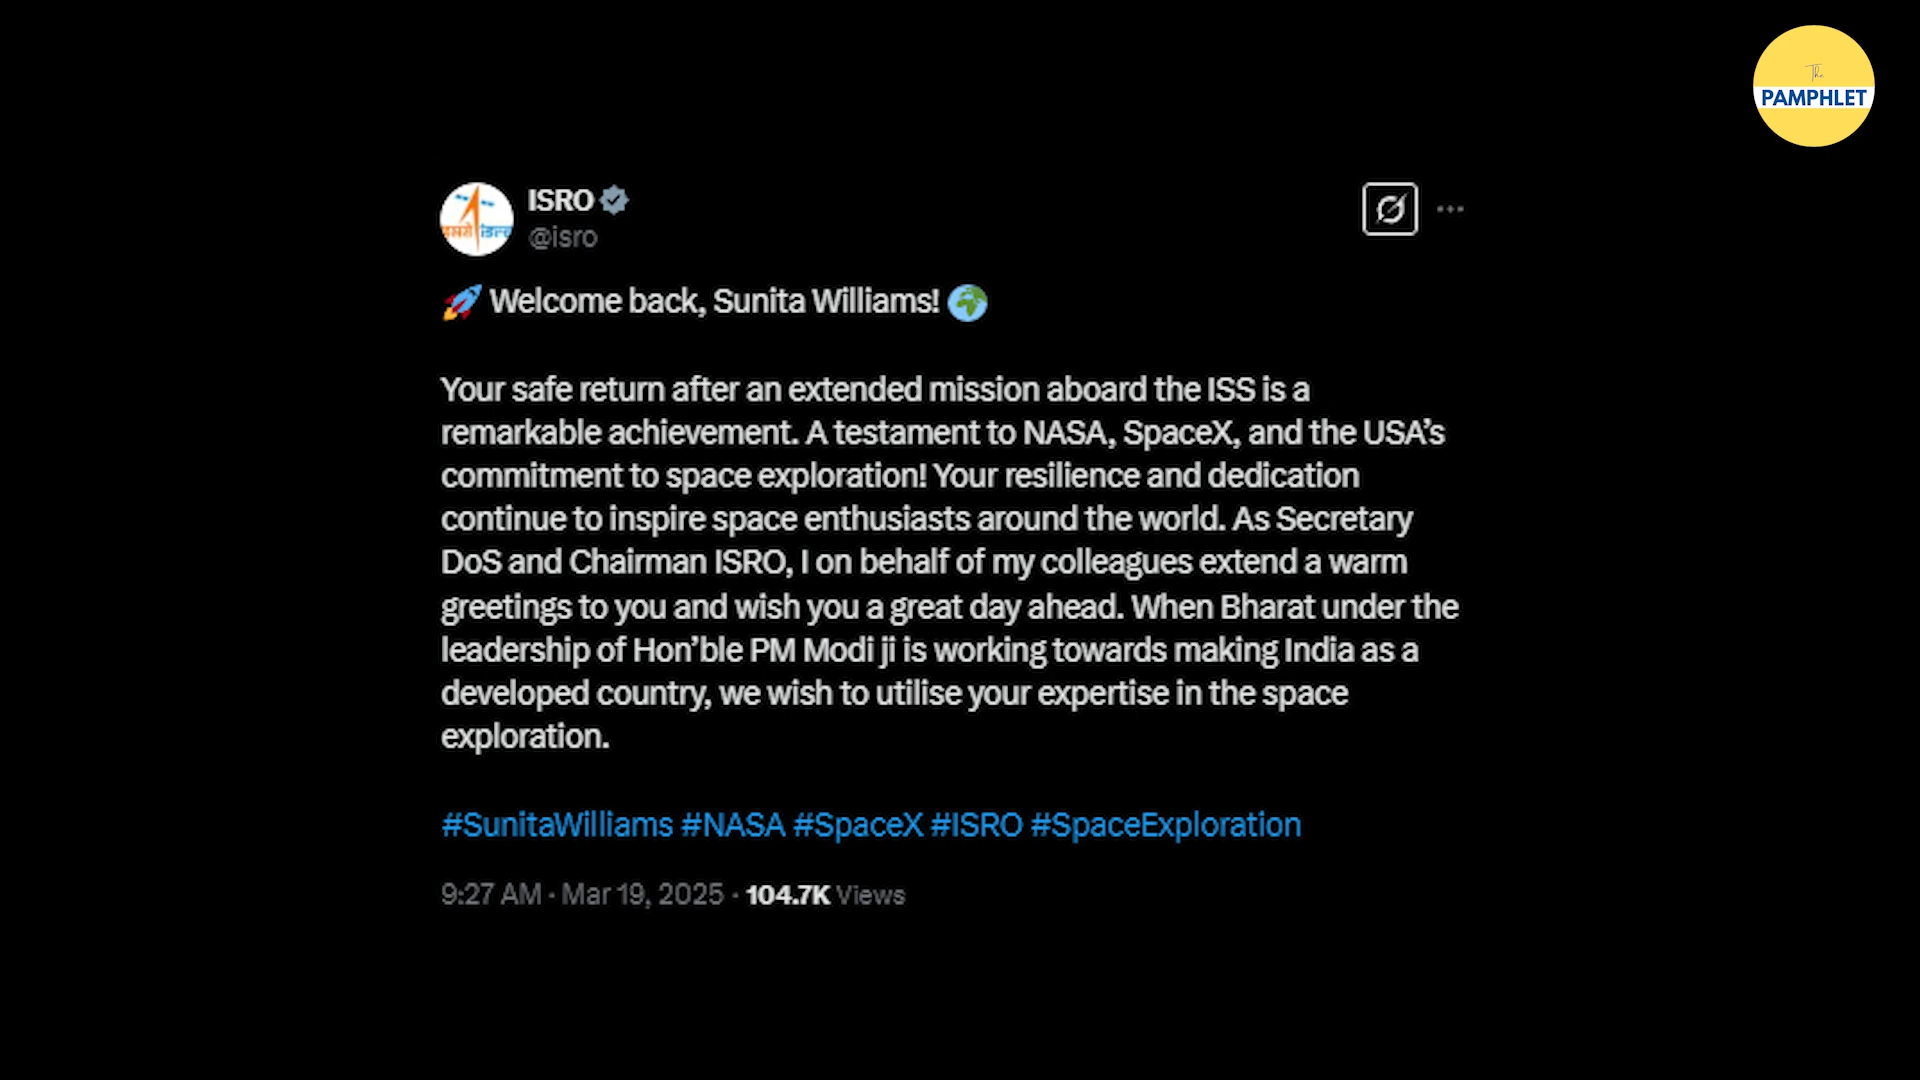 The
PAMPHLET
ISRO
@isro
🚀 Welcome back, Sunita Williams! 🌍
Your safe return after an extended mission aboard the ISS is a
remarkable achievement. A testament to NASA, SpaceX, and the USA’s
commitment to space exploration! Your resilience and dedication
continue to inspire space enthusiasts around the world. As Secretary
DoS and Chairman ISRO, I on behalf of my colleagues extend a warm
greetings to you and wish you a great day ahead. When Bharat under the
leadership of Hon’ble PM Modi ji is working towards making India as a
developed country, we wish to utilise your expertise in the space
exploration.
#SunitaWilliams #NASA #SpaceX #ISRO #SpaceExploration
9:27 AM · Mar 19, 2025 · 104.7K Views